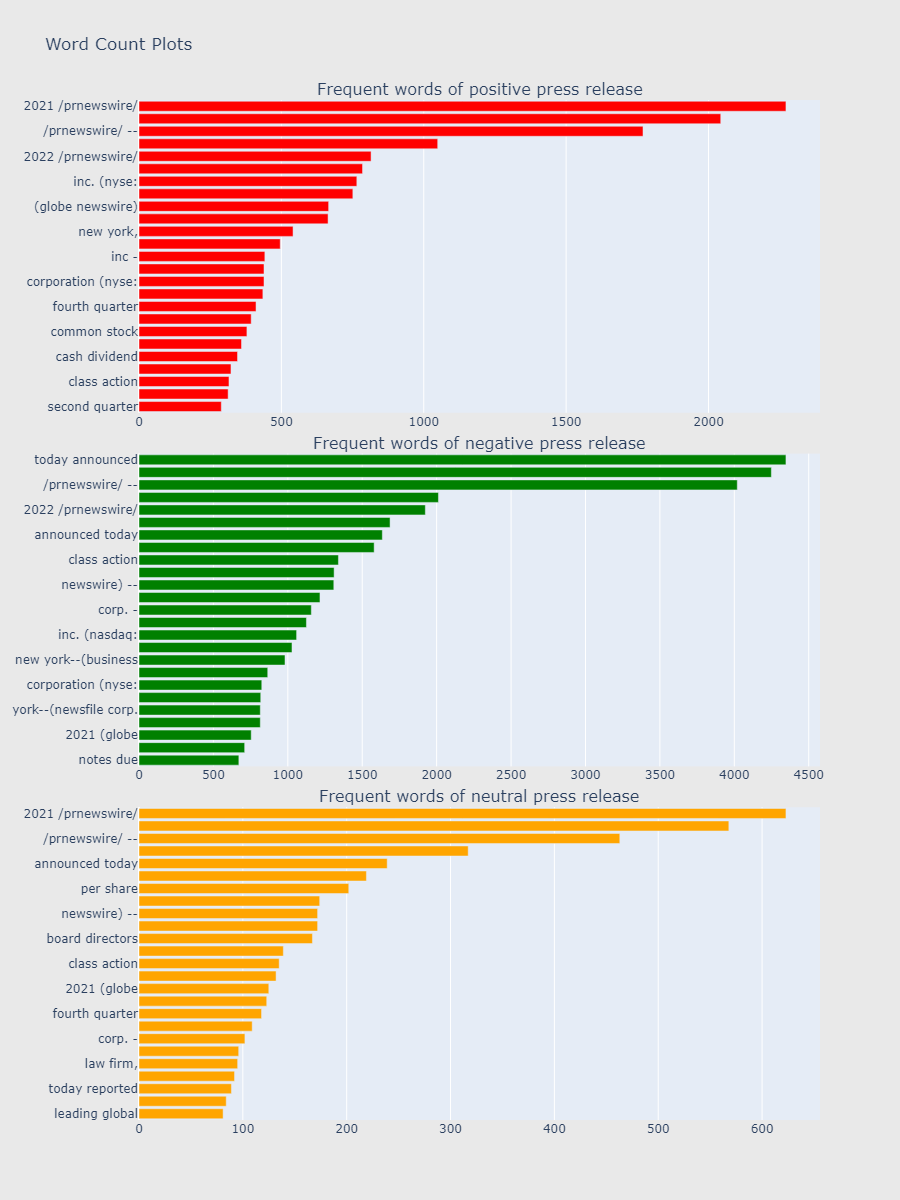 Word Count Plots
Frequent words of positive press release
2021 /prnewswire/
/prnewswire/ --
2022 /prnewswire/
inc. (nyse:
(globe newswire)
new york,
inc -
corporation (nyse:
fourth quarter
common stock
cash dividend
class action
second quarter
0 500 1000 1500 2000
Frequent words of negative press release
today announced
/prnewswire/ --
2022 /prnewswire/
announced today
class action
newswire) --
corp. -
inc. (nasdaq:
new york--(business
corporation (nyse:
york--(newsfile corp.
2021 (globe
notes due
0 500 1000 1500 2000 2500 3000 3500 4000 4500
Frequent words of neutral press release
2021 /prnewswire/
/prnewswire/ --
announced today
per share
newswire) --
board directors
class action
2021 (globe
fourth quarter
corp. -
law firm,
today reported
leading global
0 100 200 300 400 500 600